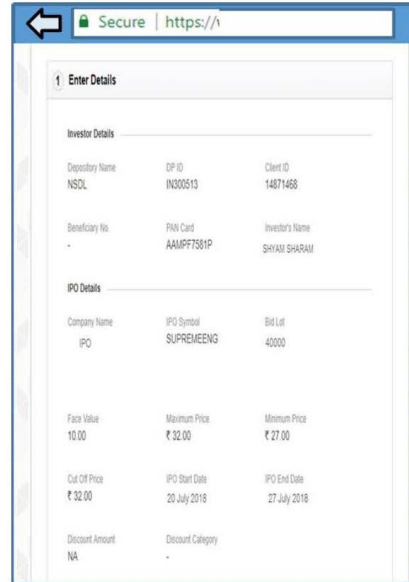 Secure | https://
1 Enter Details
Investor Details
Depository Name DP ID Client ID
NSDL IN300513 14871468
Beneficiary No. PAN Card Investor's Name
- AAMPF7581P SHYAM SHARAM
IPO Details
Company Name IPO Symbol Bid Lot
IPO SUPREMEENG 40000
Face Value Maximum Price Minimum Price
10.00 ₹ 32.00 ₹ 27.00
Cut Off Price IPO Start Date IPO End Date
₹ 32.00 20 July 2018 27 July 2018
Discount Amount Discount Category
NA -